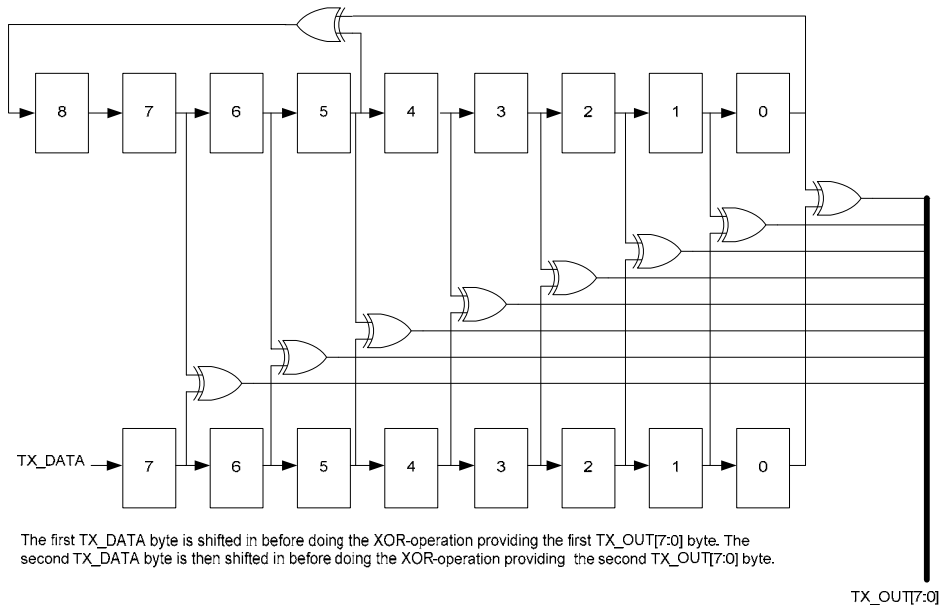 8 7 6 5 4 3 2 1 0
TX_DATA 7 6 5 4 3 2 1 0
The first TX_DATA byte is shifted in before doing the XOR-operation providing the first TX_OUT[7:0] byte. The
second TX_DATA byte is then shifted in before doing the XOR-operation providing the second TX_OUT[7:0] byte.
TX_OUT[7:0]